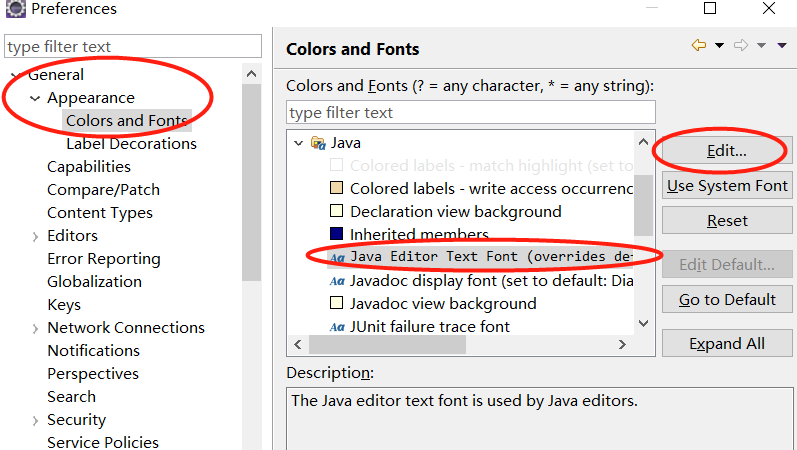 Preferences
type filter text
General
Appearance
Colors and Fonts
Label Decorations
Capabilities
Compare/Patch
Content Types
Editors
Error Reporting
Globalization
Keys
Network Connections
Notifications
Perspectives
Search
Security
Service Policies
Colors and Fonts
Colors and Fonts (? = any character, * = any string):
type filter text
Java
Colored labels - match highlight (set to
Colored labels - write access occurrenc
Declaration view background
Inherited members
Java Editor Text Font (overrides de
Javadoc display font (set to default: Dia
Javadoc view background
JUnit failure trace font
Edit...
Use System Font
Reset
Edit Default...
Go to Default
Expand All
Description:
The Java editor text font is used by Java editors.